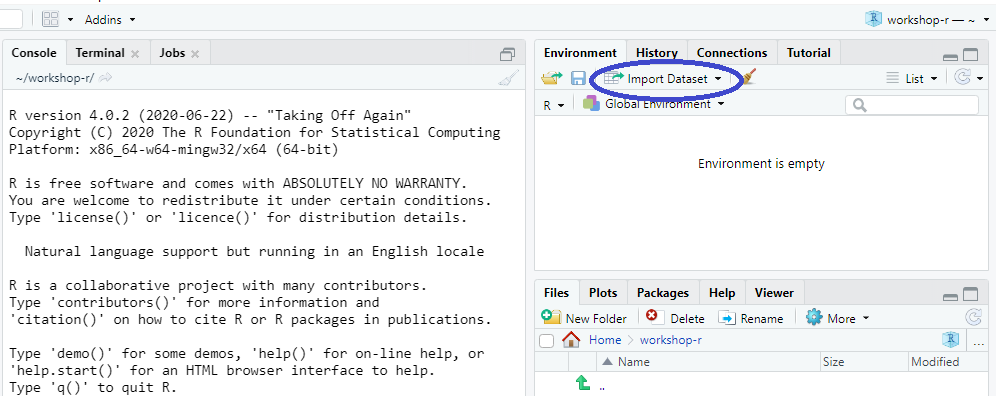 Addins
workshop-r — ~
Console Terminal Jobs
~/workshop-r/
R version 4.0.2 (2020-06-22) -- "Taking Off Again"
Copyright (C) 2020 The R Foundation for Statistical Computing
Platform: x86_64-w64-mingw32/x64 (64-bit)
R is free software and comes with ABSOLUTELY NO WARRANTY.
You are welcome to redistribute it under certain conditions.
Type 'license()' or 'licence()' for distribution details.
Natural language support but running in an English locale
R is a collaborative project with many contributors.
Type 'contributors()' for more information and
'citation()' on how to cite R or R packages in publications.
Type 'demo()' for some demos, 'help()' for on-line help, or
'help.start()' for an HTML browser interface to help.
Type 'q()' to quit R.
Environment History Connections Tutorial
Import Dataset List
R Global Environment
Environment is empty
Files Plots Packages Help Viewer
New Folder Delete Rename More
Home workshop-r R ...
Name Size Modified
..